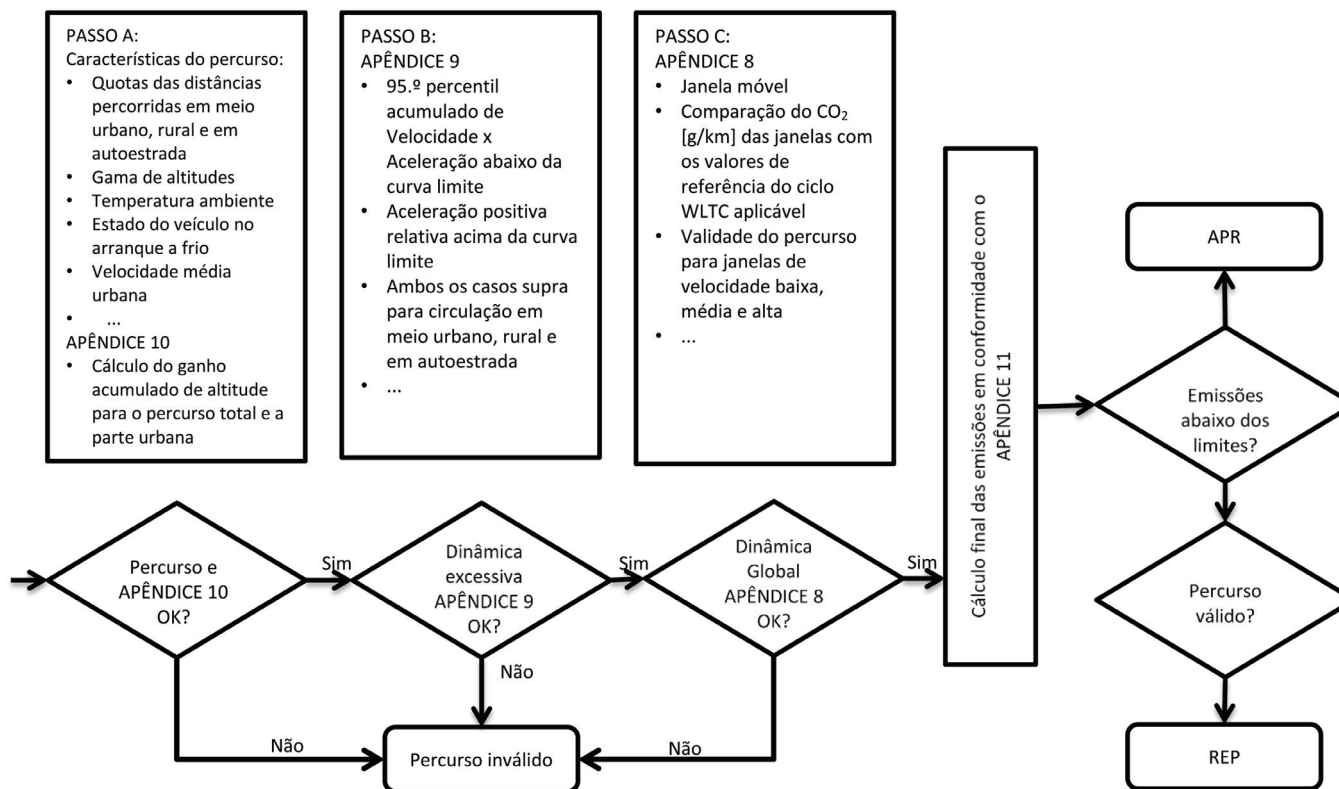 PASSO A:
Características do percurso:
• Quotas das distâncias
percorridas em meio
urbano, rural e em
autoestrada
• Gama de altitudes
• Temperatura ambiente
• Estado do veículo no
arranque a frio
• Velocidade média
urbana
• ...
APÊNDICE 10
• Cálculo do ganho
acumulado de altitude
para o percurso total e a
parte urbana
PASSO B:
APÊNDICE 9
• 95.º percentil
acumulado de
Velocidade x
Aceleração abaixo da
curva limite
• Aceleração positiva
relativa acima da curva
limite
• Ambos os casos supra
para circulação em
meio urbano, rural e
em autoestrada
• ...
PASSO C:
APÊNDICE 8
• Janela móvel
• Comparação do CO₂
[g/km] das janelas com
os valores de
referência do ciclo
WLTC aplicável
• Validade do percurso
para janelas de
velocidade baixa,
média e alta
• ...
Percurso e
APÊNDICE 10
OK?
Sim
Dinâmica
excessiva
APÊNDICE 9
OK?
Sim
Dinâmica
Global
APÊNDICE 8
OK?
Sim
Não
Não
Não
Percurso inválido
Cálculo final das emissões em conformidade com o
APÊNDICE 11
APR
Emissões
abaixo dos
limites?
Percurso
válido?
REP